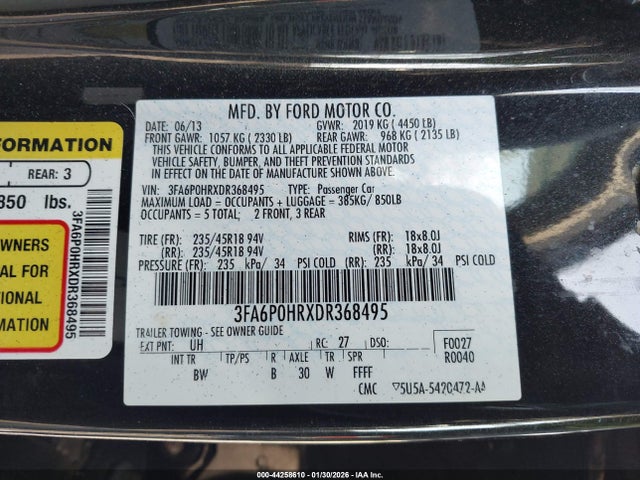 MFD. BY FORD MOTOR CO.
DATE: 06/13 GVWR: 2019 KG ( 4450 LB)
FRONT GAWR: 1057 KG ( 2330 LB) REAR GAWR: 968 KG ( 2135 LB)
THIS VEHICLE CONFORMS TO ALL APPLICABLE FEDERAL MOTOR
VEHICLE SAFETY, BUMPER, AND THEFT PREVENTION STANDARDS
IN EFFECT ON THE DATE OF MANUFACTURE SHOWN ABOVE.
VIN: 3FA6P0HRXDR368495 TYPE: Passenger Car
MAXIMUM LOAD = OCCUPANTS + LUGGAGE = 385KG/ 850LB
OCCUPANTS = 5 TOTAL; 2 FRONT, 3 REAR
TIRE (FR): 235/45R18 94V RIMS (FR): 18x8.0J
(RR): 235/45R18 94V (RR): 18x8.0J
PRESSURE (FR): 235 kPa/ 34 PSI COLD (RR): 235 kPa/ 34 PSI COLD
3FA6P0HRXDR368495
TRAILER TOWING - SEE OWNER GUIDE
EXT PNT: UH RC: 27 DSO: F0027
R0040
INT TR TP/PS R AXLE TR SPR
BW B 30 W FFFF
CMC 5U5A-5420472-AA
FORMATION
REAR: 3
850 lbs.
OWNERS
AL FOR
TIONAL
MATION
3FA6P0HRXDR368495
000-44258610 - 01/30/2026 - IAA, Inc.